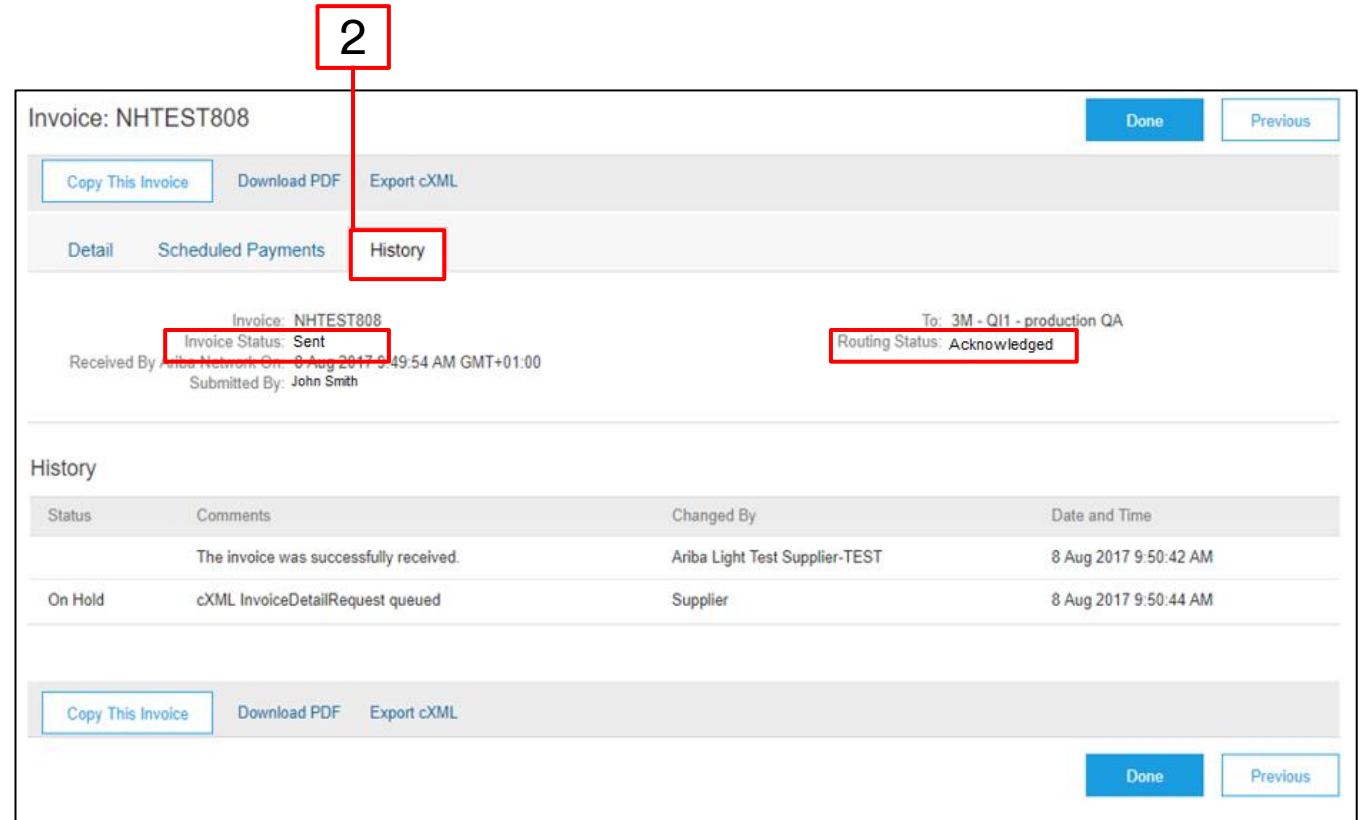 2
Invoice: NHTEST808
Done Previous
Copy This Invoice Download PDF Export cXML
Detail Scheduled Payments History
Invoice: NHTEST808 To: 3M - QI1 - production QA
Invoice Status: Sent Routing Status: Acknowledged
Received By Ariba Network On: 8 Aug 2017 9:49:54 AM GMT+01:00
Submitted By: John Smith
History
Status Comments Changed By Date and Time
The invoice was successfully received. Ariba Light Test Supplier-TEST 8 Aug 2017 9:50:42 AM
On Hold cXML InvoiceDetailRequest queued Supplier 8 Aug 2017 9:50:44 AM
Copy This Invoice Download PDF Export cXML
Done Previous